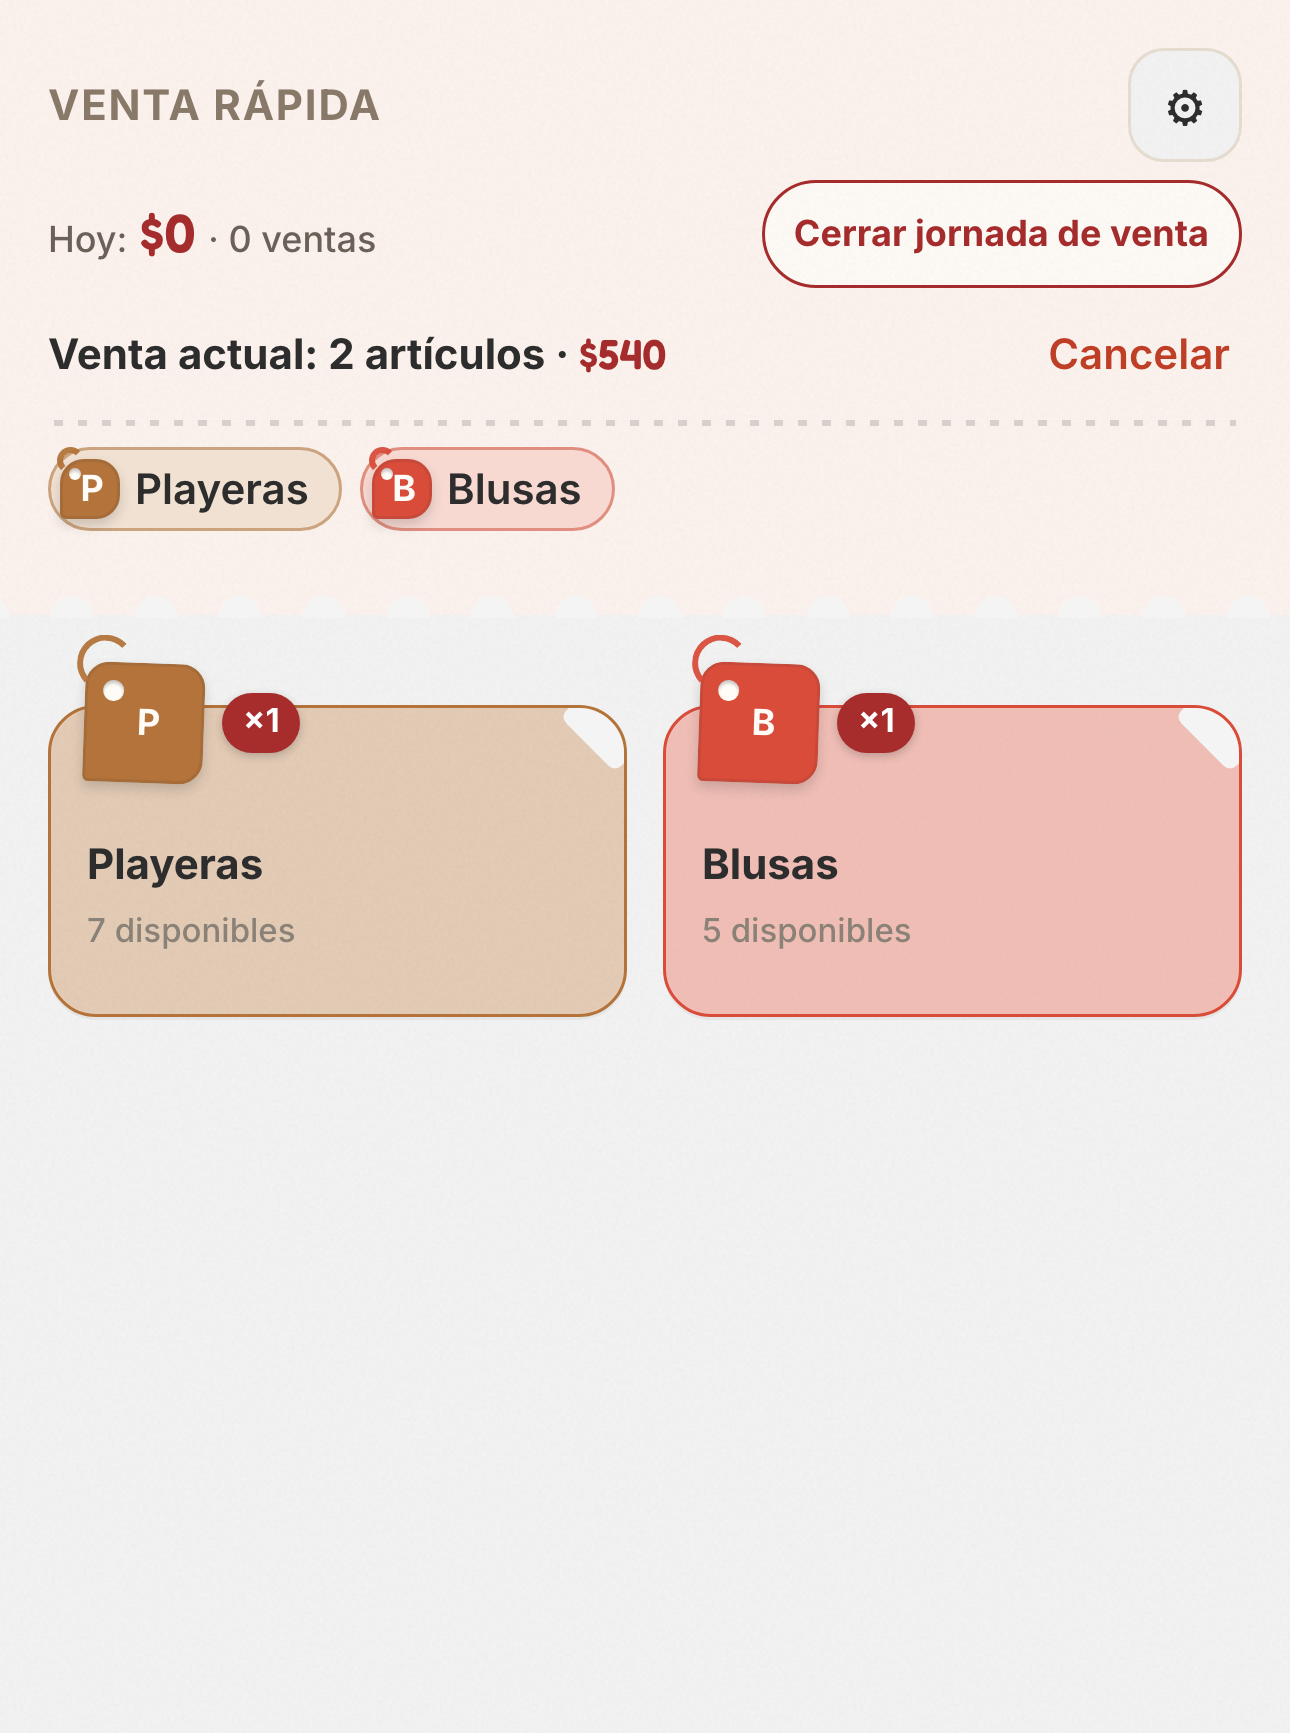 VENTA RÁPIDA
Hoy: $0 · 0 ventas
Cerrar jornada de venta
Venta actual: 2 artículos · $540
Cancelar
P Playeras
B Blusas
P ×1
Playeras
7 disponibles
B ×1
Blusas
5 disponibles